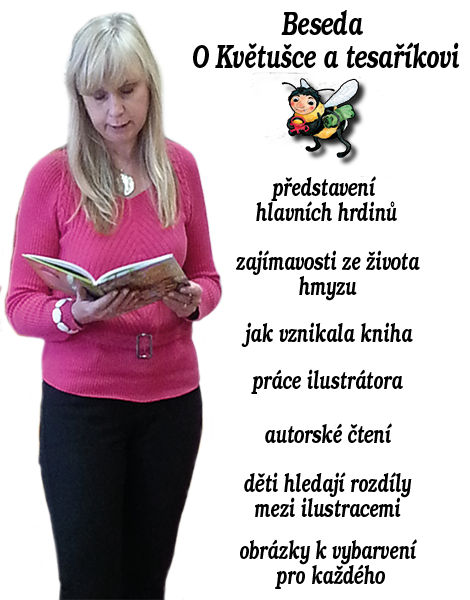 Beseda
O Květušce a tesaříkovi
představení
hlavních hrdinů
zajímavosti ze života
hmyzu
jak vznikala kniha
práce ilustrátora
autorské čtení
děti hledají rozdíly
mezi ilustracemi
obrázky k vybarvení
pro každého